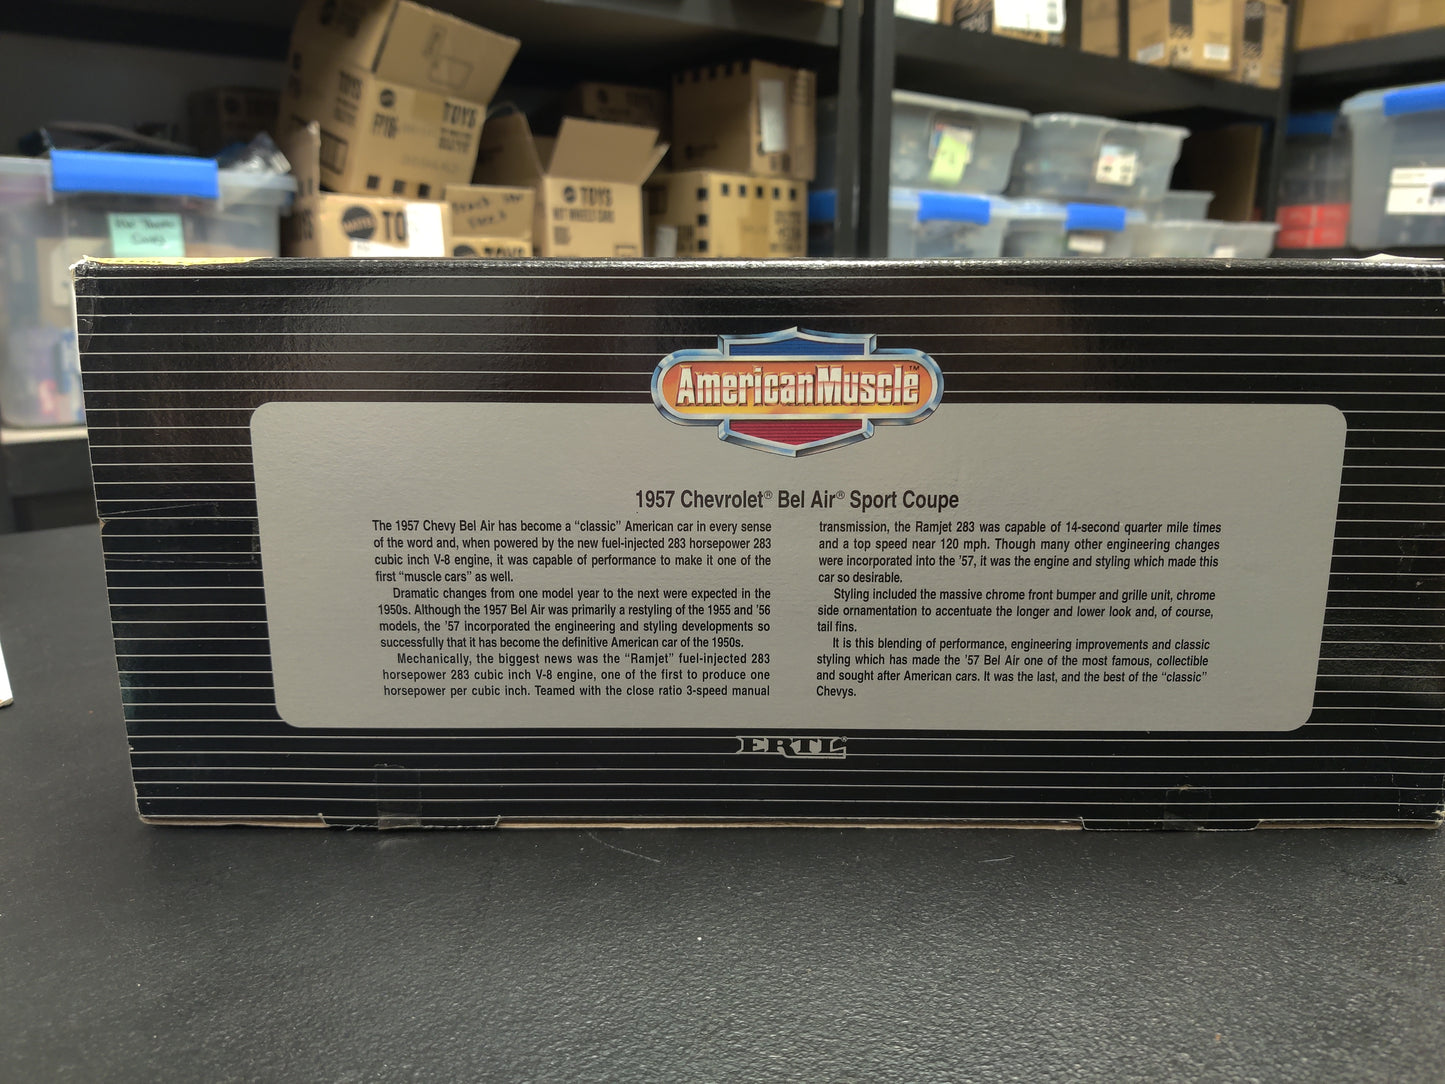 TOYS
TOYS
TOYS
HOT WHEELS CARS
TO
AmericanMuscle™
1957 Chevrolet® Bel Air® Sport Coupe
The 1957 Chevy Bel Air has become a “classic” American car in every sense
of the word and, when powered by the new fuel-injected 283 horsepower 283
cubic inch V-8 engine, it was capable of performance to make it one of the
first “muscle cars” as well.
Dramatic changes from one model year to the next were expected in the
1950s. Although the 1957 Bel Air was primarily a restyling of the 1955 and ’56
models, the ’57 incorporated the engineering and styling developments so
successfully that it has become the definitive American car of the 1950s.
Mechanically, the biggest news was the “Ramjet” fuel-injected 283
horsepower 283 cubic inch V-8 engine, one of the first to produce one
horsepower per cubic inch. Teamed with the close ratio 3-speed manual
transmission, the Ramjet 283 was capable of 14-second quarter mile times
and a top speed near 120 mph. Though many other engineering changes
were incorporated into the ’57, it was the engine and styling which made this
car so desirable.
Styling included the massive chrome front bumper and grille unit, chrome
side ornamentation to accentuate the longer and lower look and, of course,
tail fins.
It is this blending of performance, engineering improvements and classic
styling which has made the ’57 Bel Air one of the most famous, collectible
and sought after American cars. It was the last, and the best of the “classic”
Chevys.
ERTL®